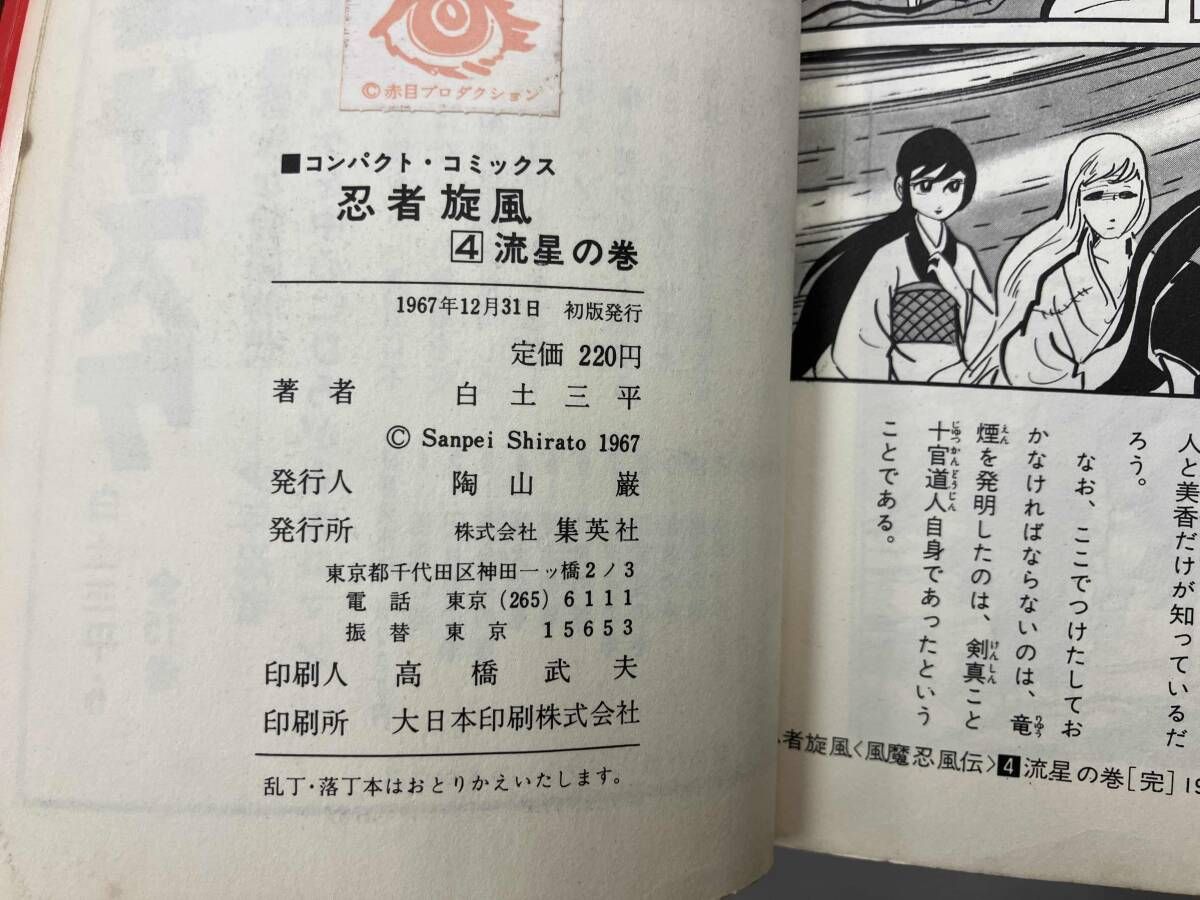 ©赤目プロダクション
■コンパクト・コミックス
忍者旋風
4 流星の巻
1967年12月31日 初版発行
定価 220円
著者 白土三平
© Sanpei Shirato 1967
発行人 陶山 巌
発行所 株式会社 集英社
東京都千代田区神田一ッ橋2ノ3
電話 東京 (265) 6111
振替 東京 15653
印刷人 高橋武夫
印刷所 大日本印刷株式会社
乱丁・落丁本はおとりかえいたします。
人と美香だけが知っているだ
ろう。
なお、ここでつけたしてお
かなければならないのは、竜
煙を発明したのは、剣真こと
十官道人自身であったという
ことである。
者旋風〈風魔忍風伝〉4流星の巻[完]